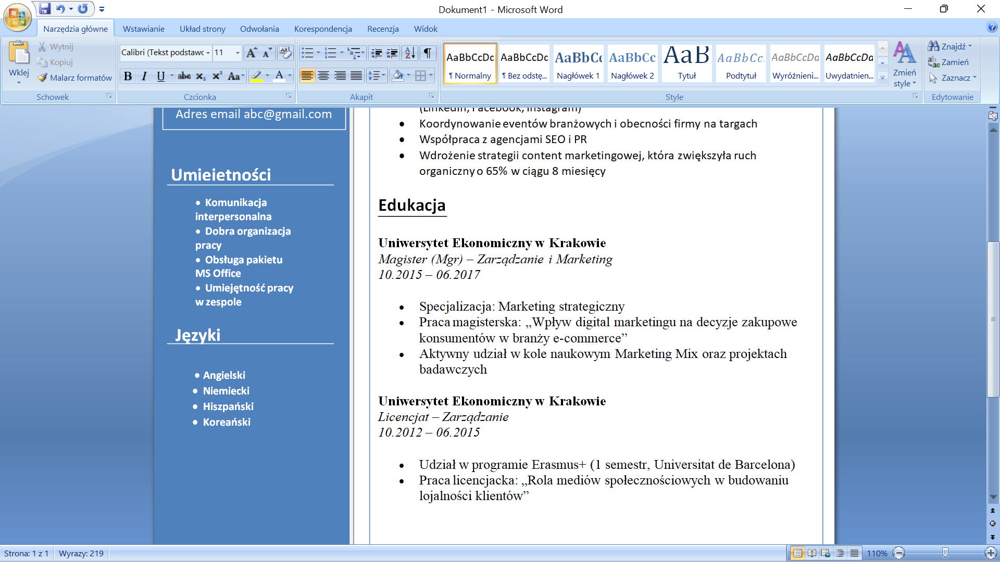 Dokument1 - Microsoft Word
Narzędzia główne
Wstawianie
Układ strony
Odwołania
Korespondencja
Recenzja
Widok
Wklej
Wytnij
Kopiuj
Malarz formatów
Schowek
Calibri (Tekst podstawc
11
B I U abc x₂ x² Aa A
Czcionka
Akapit
AaBbCcDc
¶ Normalny
AaBbCcDc
¶ Bez odstę...
AaBbCc
Nagłówek 1
AaBbCc
Nagłówek 2
AaB
Tytuł
AaBbCc.
Podtytuł
AaBbCcDa
Wyróżnieni...
AaBbCcDa
Uwydatnien...
Zmień
style
Style
Znajdź
Zamień
Zaznacz
Edytowanie
Adres email abc@gmail.com
Umieietności
• Komunikacja
interpersonalna
• Dobra organizacja
pracy
• Obsługa pakietu
MS Office
• Umiejętność pracy
w zespole
Języki
• Angielski
• Niemiecki
• Hiszpański
• Koreański
(LinkedIn, Facebook, Instagram)
• Koordynowanie eventów branżowych i obecności firmy na targach
• Współpraca z agencjami SEO i PR
• Wdrożenie strategii content marketingowej, która zwiększyła ruch
organiczny o 65% w ciągu 8 miesięcy
Edukacja
Uniwersytet Ekonomiczny w Krakowie
Magister (Mgr) – Zarządzanie i Marketing
10.2015 – 06.2017
• Specjalizacja: Marketing strategiczny
• Praca magisterska: „Wpływ digital marketingu na decyzje zakupowe
konsumentów w branży e-commerce”
• Aktywny udział w kole naukowym Marketing Mix oraz projektach
badawczych
Uniwersytet Ekonomiczny w Krakowie
Licencjat – Zarządzanie
10.2012 – 06.2015
• Udział w programie Erasmus+ (1 semestr, Universitat de Barcelona)
• Praca licencjacka: „Rola mediów społecznościowych w budowaniu
lojalności klientów”
Strona: 1 z 1
Wyrazy: 219
110%